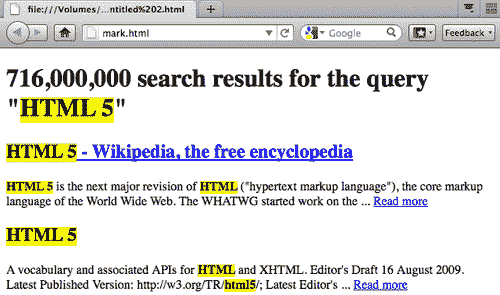 file:///Volumes/...ntitled%202.html
mark.html
Google
Feedback
716,000,000 search results for the query
"HTML 5"
HTML 5 - Wikipedia, the free encyclopedia
HTML 5 is the next major revision of HTML ("hypertext markup language"), the core markup
language of the World Wide Web. The WHATWG started work on the ... Read more
HTML 5
A vocabulary and associated APIs for HTML and XHTML. Editor's Draft 16 August 2009.
Latest Published Version: http://w3.org/TR/html5/; Latest Editor's ... Read more